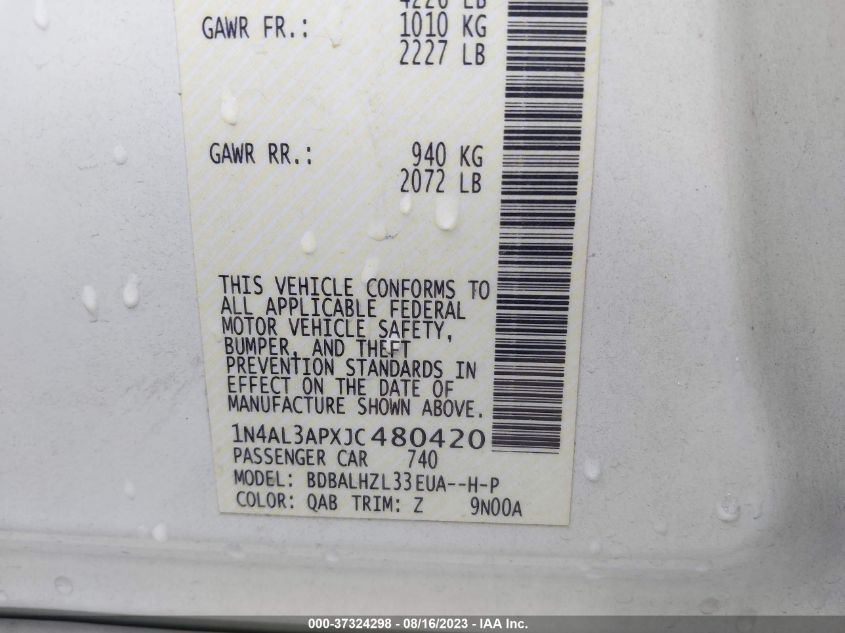 4226 LB
GAWR FR.: 1010 KG
2227 LB
GAWR RR.: 940 KG
2072 LB
THIS VEHICLE CONFORMS TO
ALL APPLICABLE FEDERAL
MOTOR VEHICLE SAFETY,
BUMPER, AND THEFT
PREVENTION STANDARDS IN
EFFECT ON THE DATE OF
MANUFACTURE SHOWN ABOVE.
1N4AL3APXJC480420
PASSENGER CAR 740
MODEL: BDBALHZL33EUA--H-P
COLOR: QAB TRIM: Z 9N00A
000-37324298 - 08/16/2023 - IAA Inc.